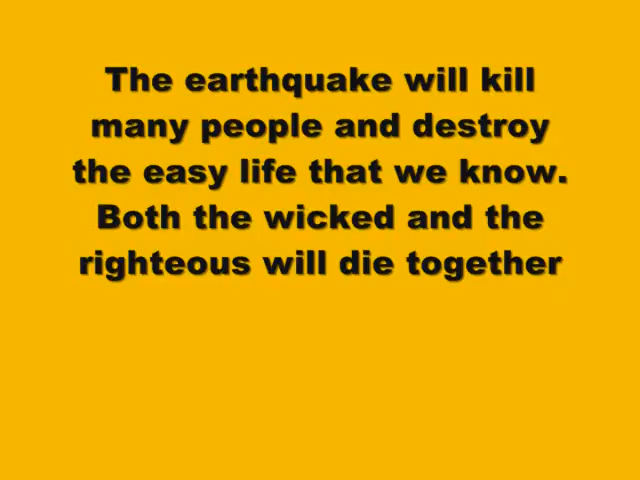 The earthquake will kill
many people and destroy
the easy life that we know.
Both the wicked and the
righteous will die together